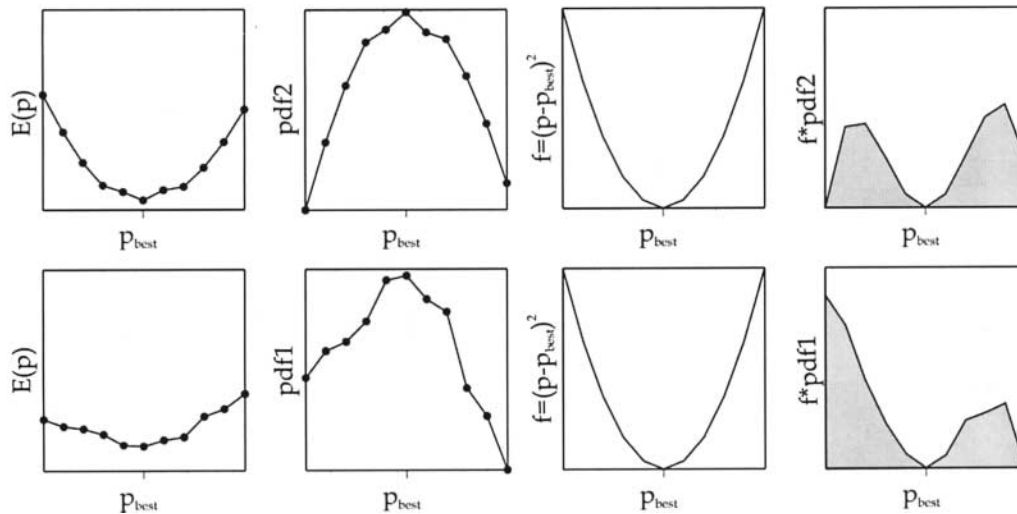 E(p)
p_best
pdf2
p_best
f=(p-p_best)^2
p_best
f*pdf2
p_best
E(p)
p_best
pdf1
p_best
f=(p-p_best)^2
p_best
f*pdf1
p_best